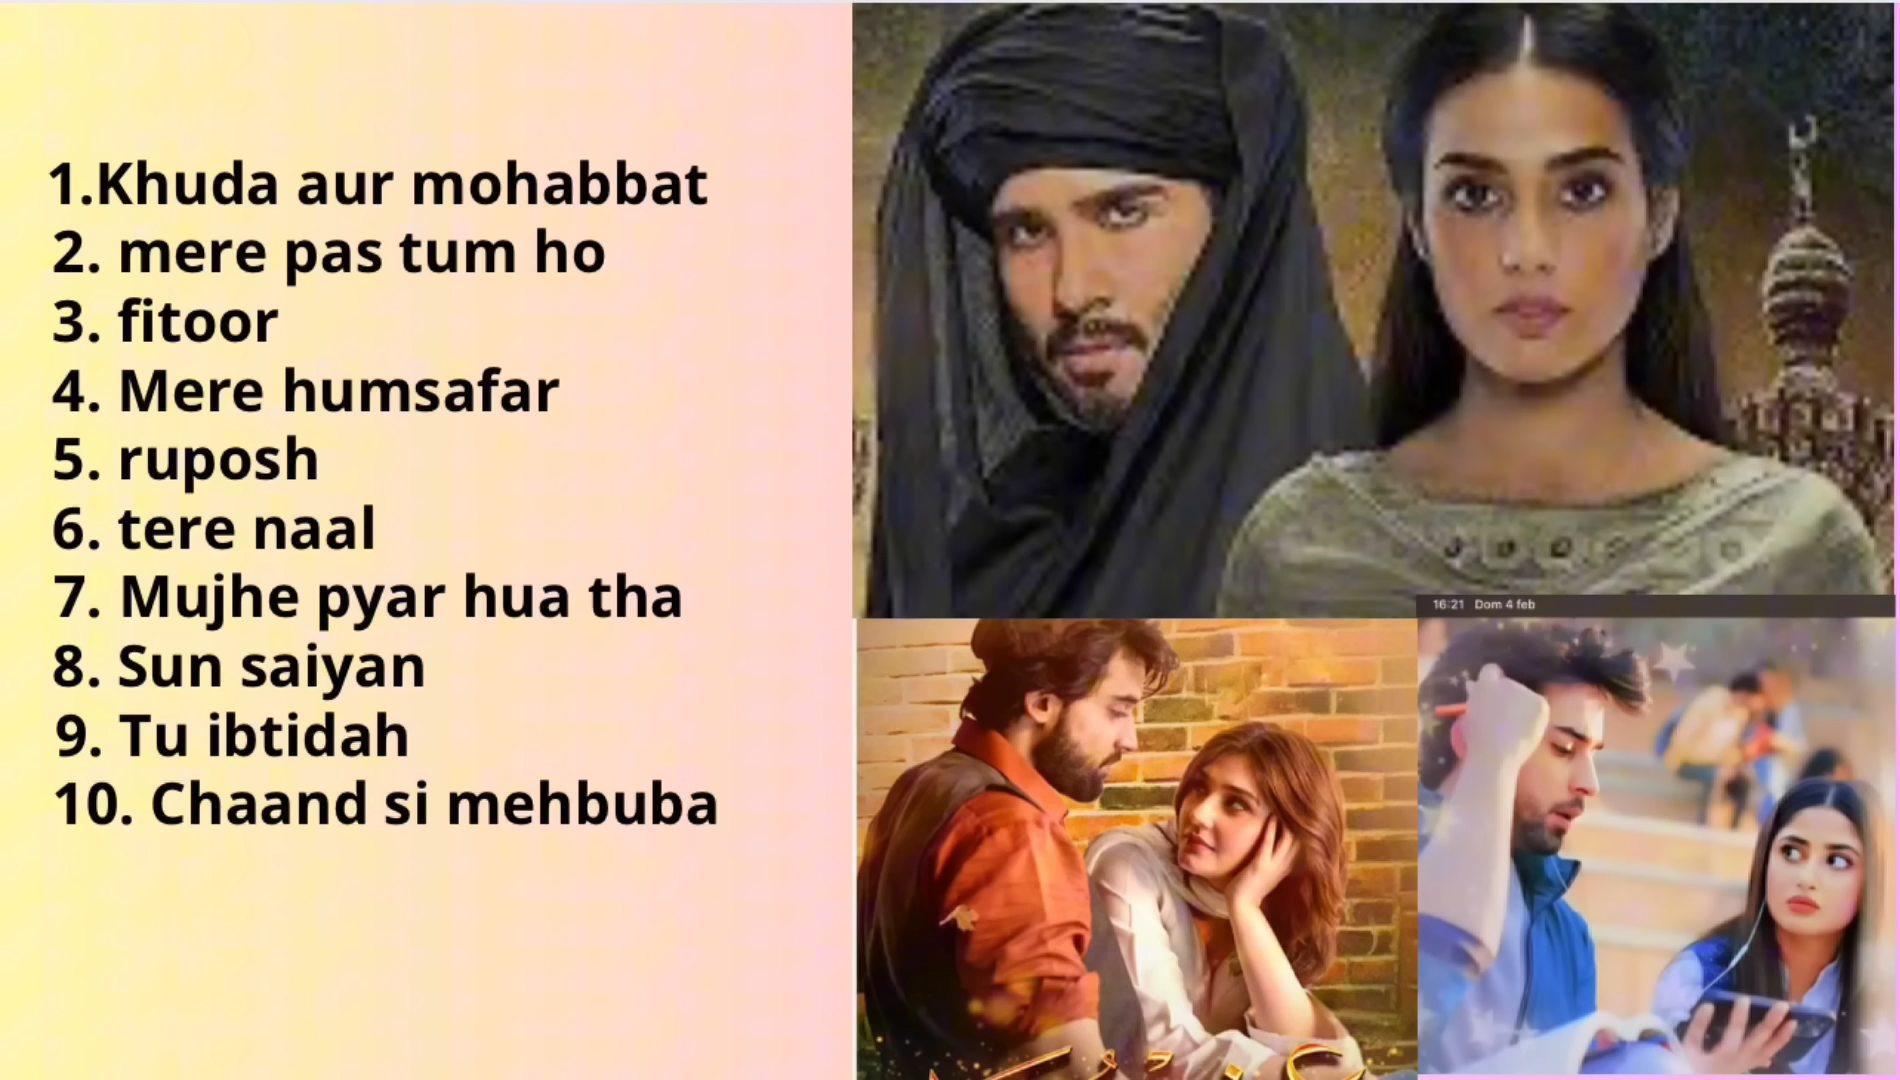 1.Khuda aur mohabbat
2. mere pas tum ho
3. fitoor
4. Mere humsafar
5. ruposh
6. tere naal
7. Mujhe pyar hua tha
8. Sun saiyan
9. Tu ibtidah
10. Chaand si mehbuba
16:21 Dom 4 feb